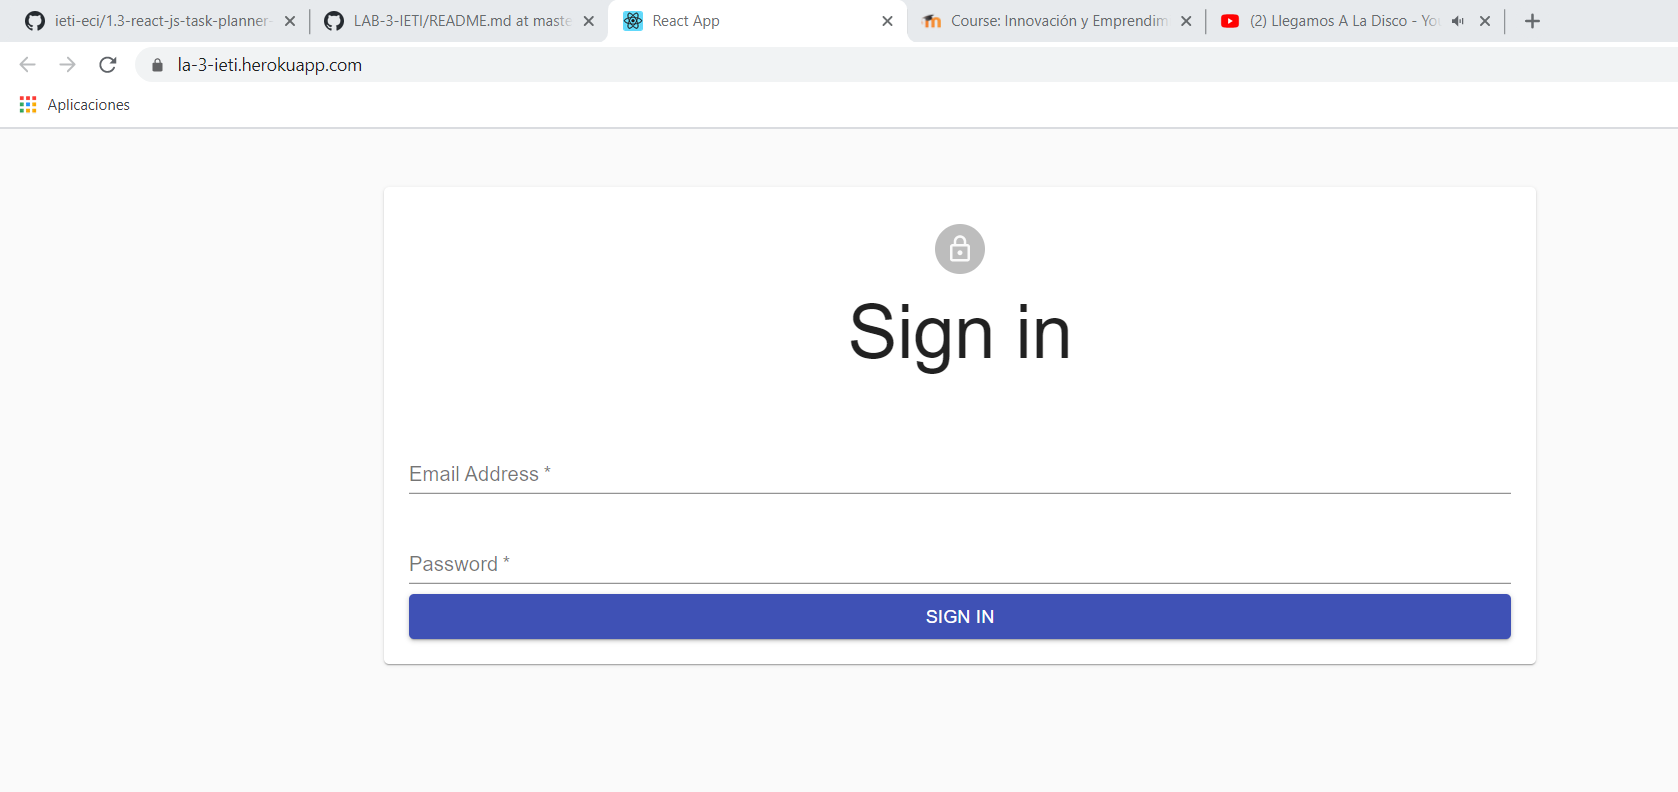 ieti-eci/1.3-react-js-task-planner-
LAB-3-IETI/README.md at maste
React App
Course: Innovación y Emprendim
(2) Llegamos A La Disco - You
la-3-ieti.herokuapp.com
Aplicaciones
Sign in
Email Address *
Password *
SIGN IN